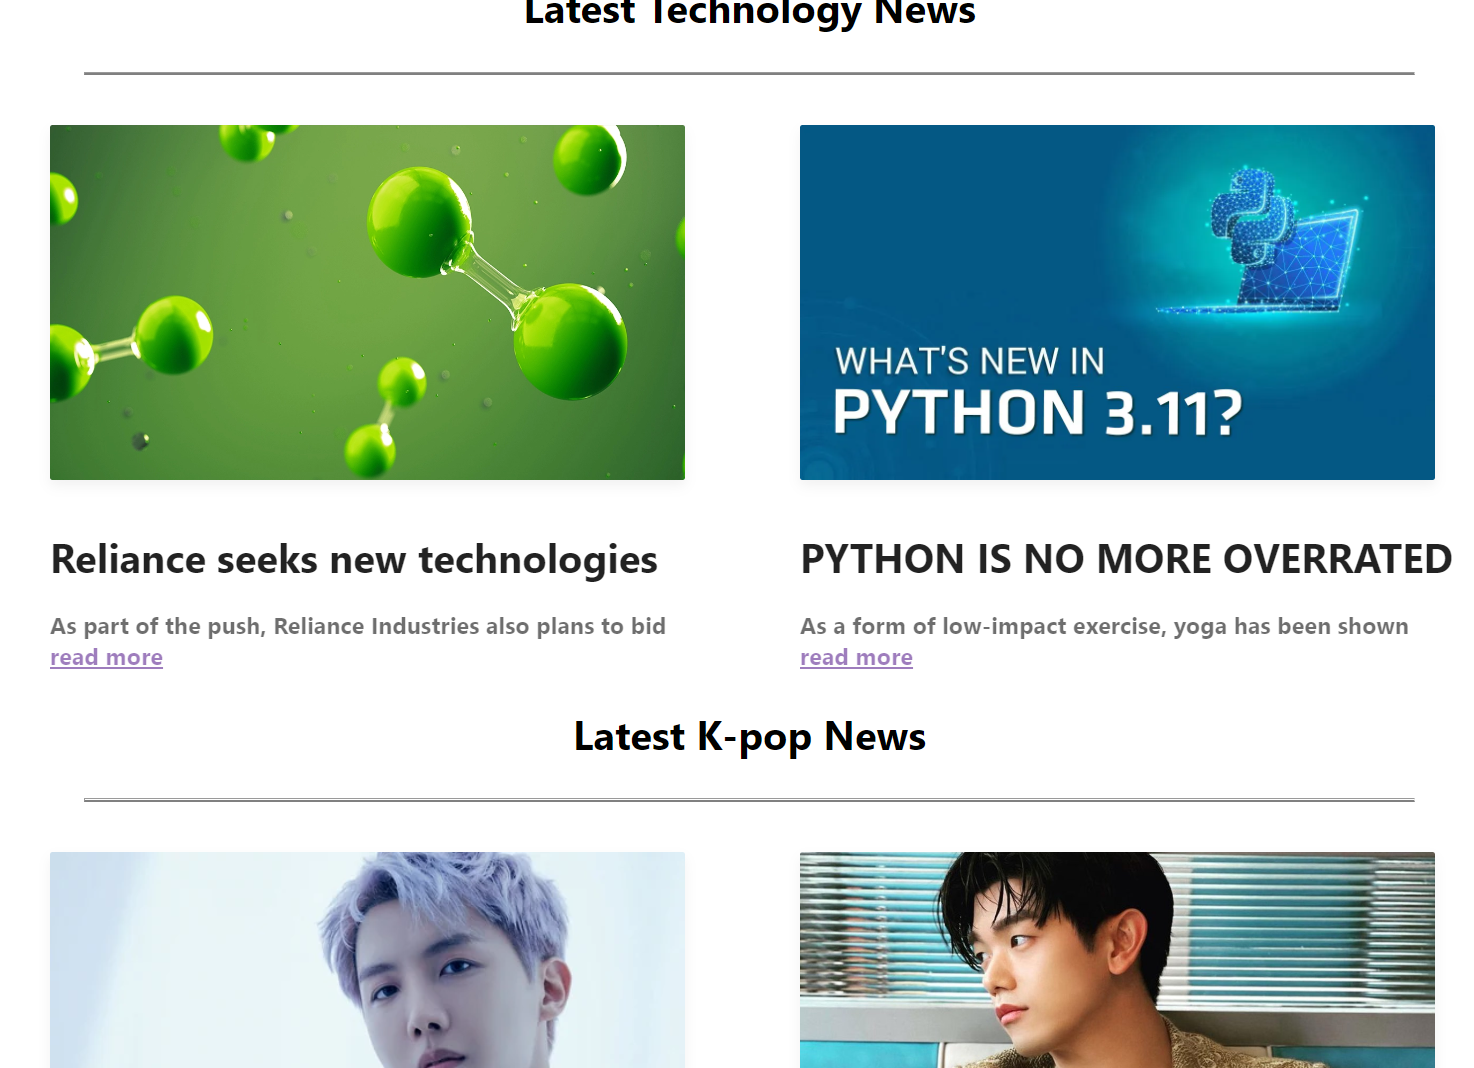 Latest Technology News
WHAT'S NEW IN
PYTHON 3.11?
Reliance seeks new technologies
As part of the push, Reliance Industries also plans to bid
read more
PYTHON IS NO MORE OVERRATED
As a form of low-impact exercise, yoga has been shown
read more
Latest K-pop News